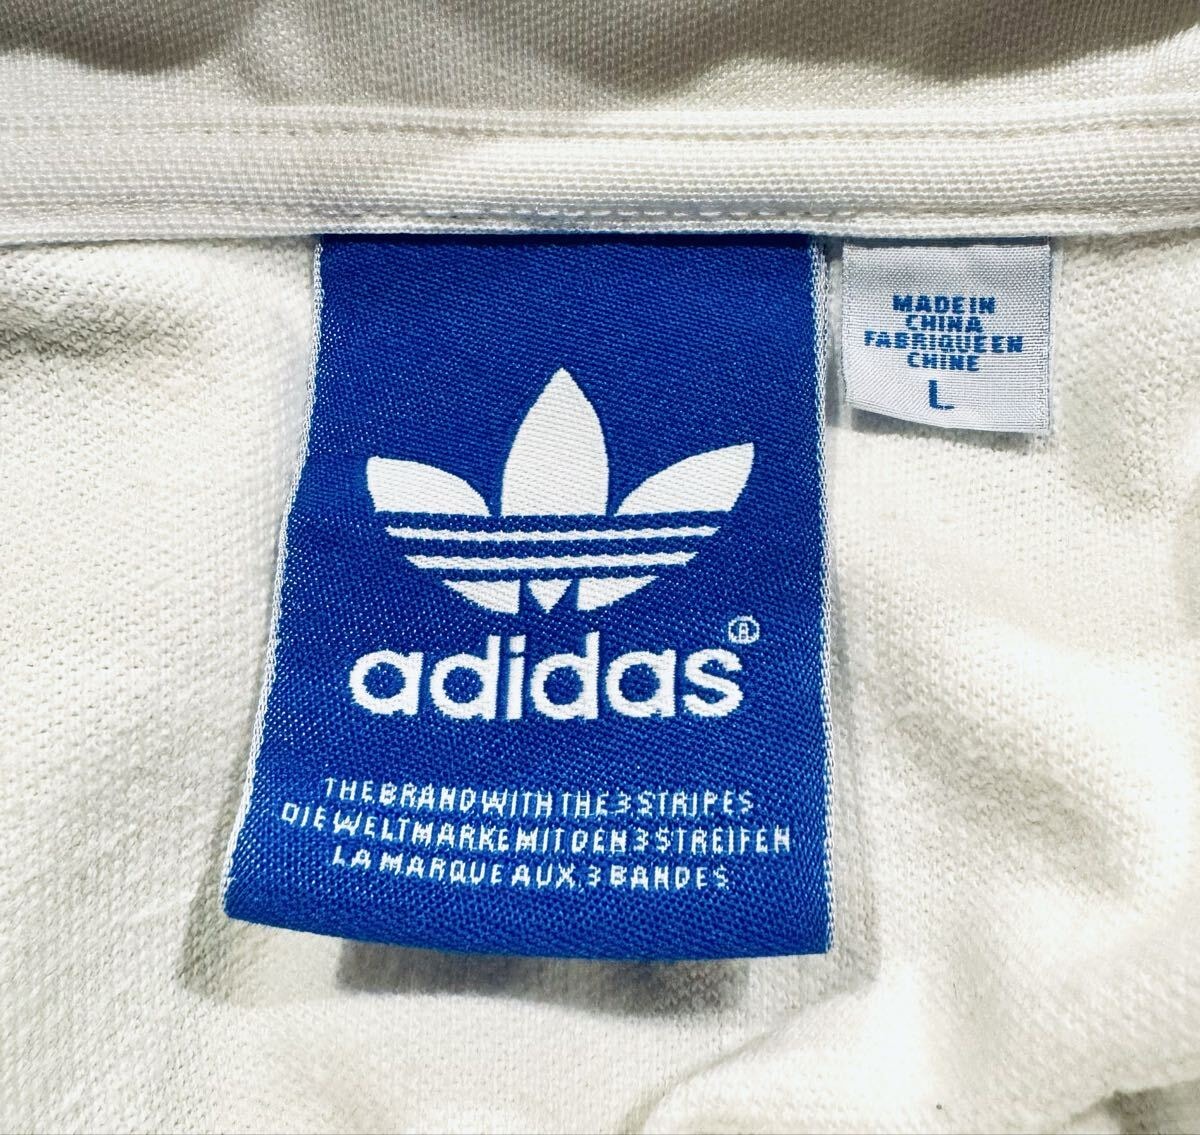 adidas®
THE BRAND WITH THE 3 STRIPES
DIE WELTMARKE MIT DEN 3 STREIFEN
LA MARQUE AUX 3 BANDES
MADE IN
CHINA
FABRIQUE EN
CHINE
L